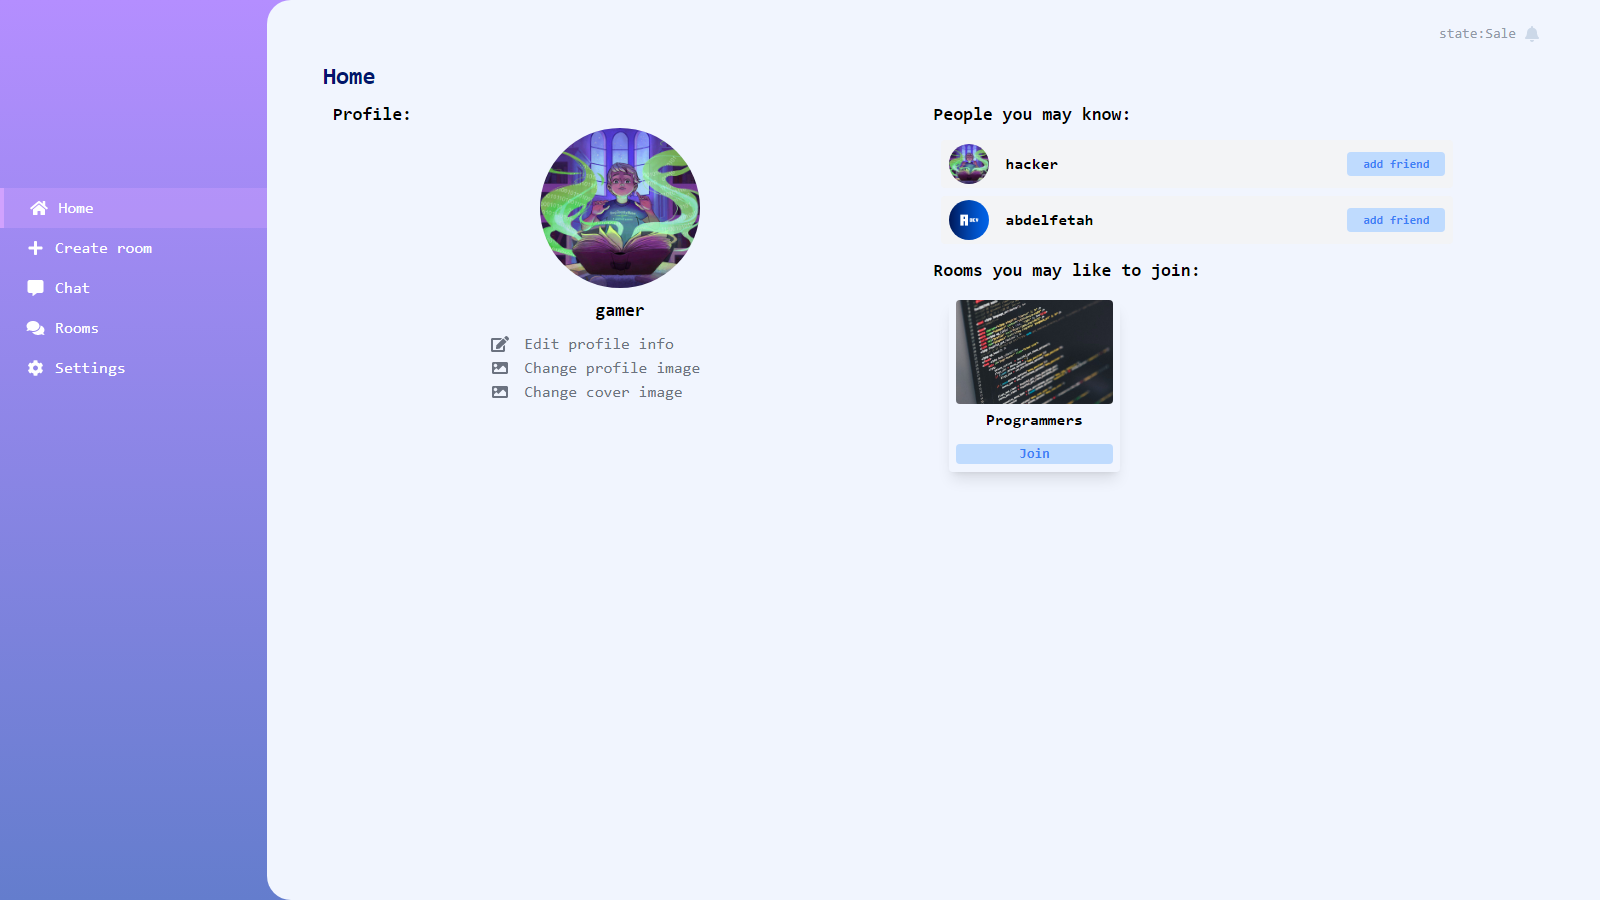 state:Sale
Home
Home
Create room
Chat
Rooms
Settings
Profile:
gamer
Edit profile info
Change profile image
Change cover image
People you may know:
hacker
add friend
A DEV
abdelfetah
add friend
Rooms you may like to join:
Programmers
Join